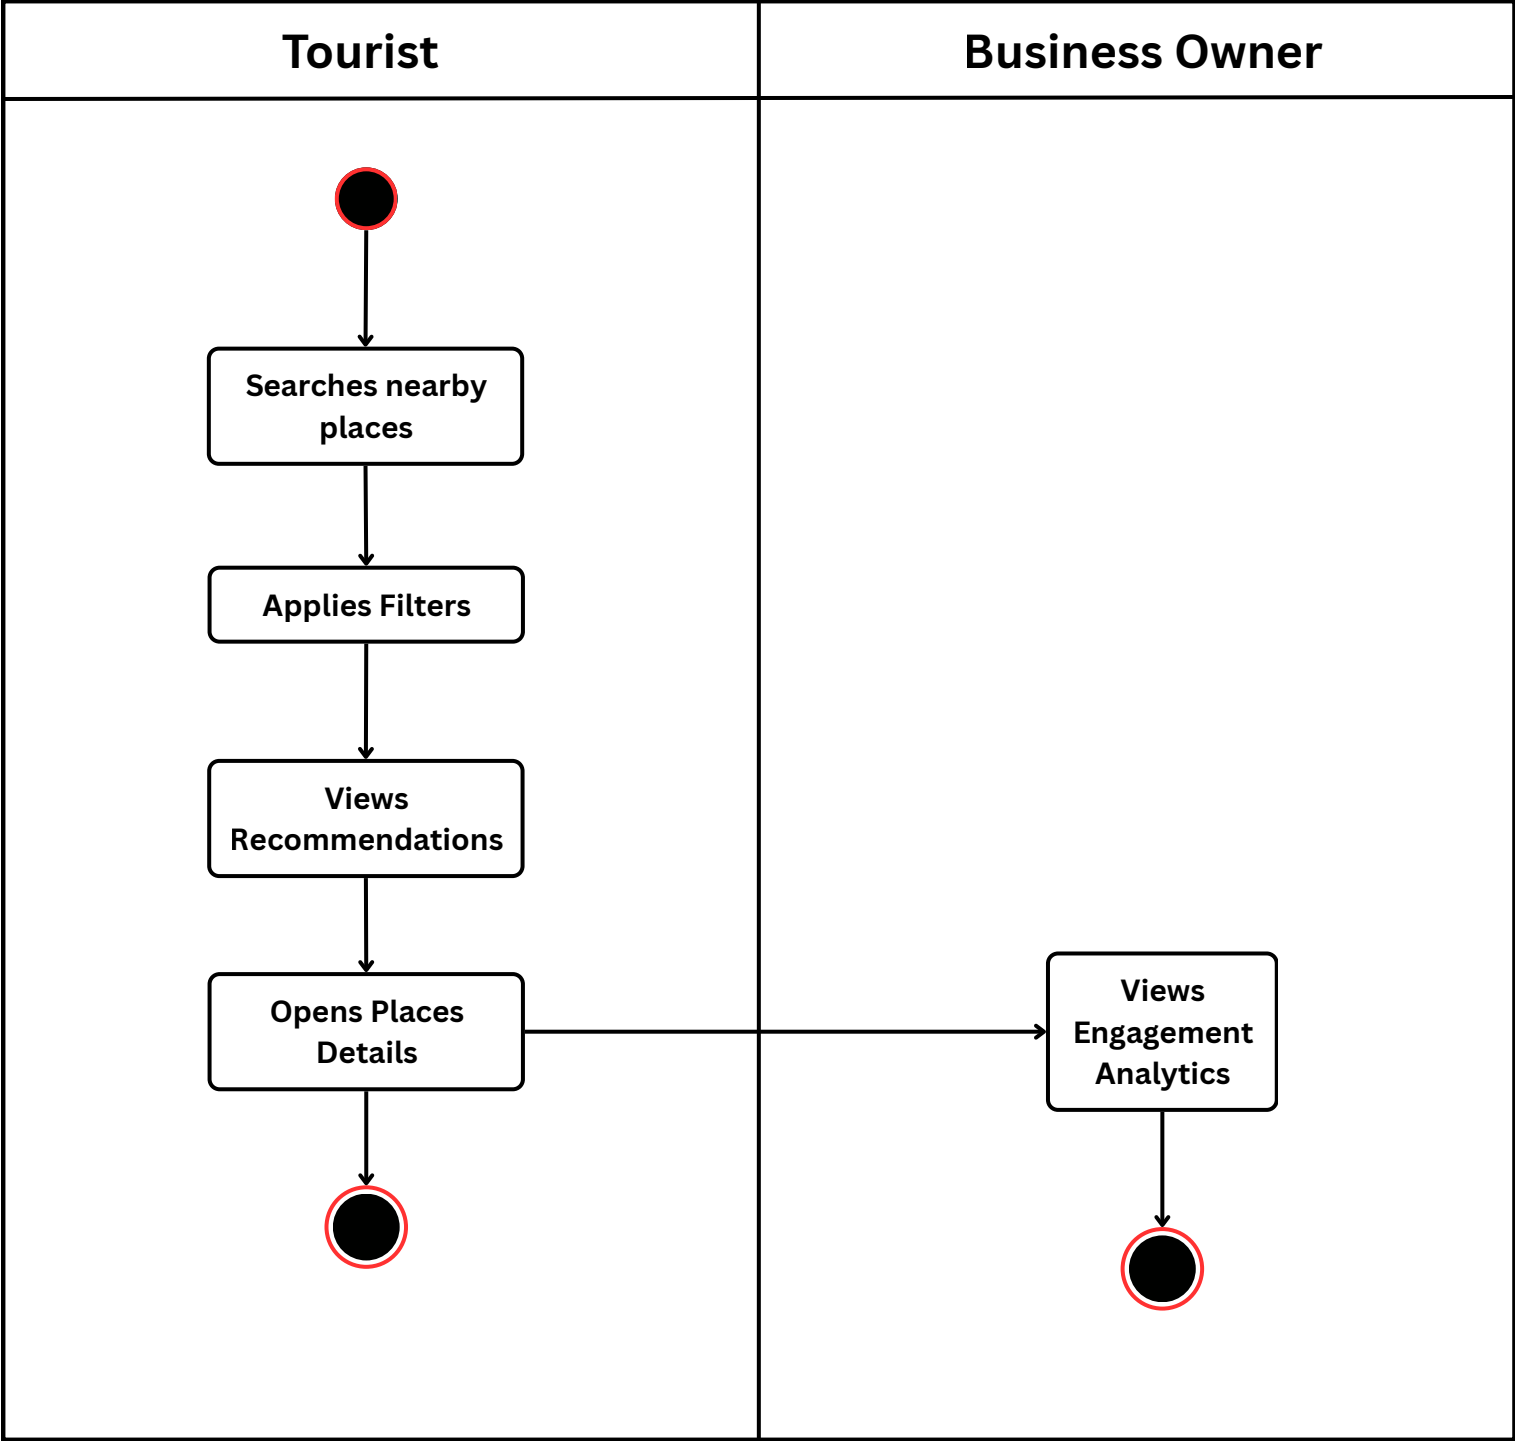 Tourist
Business Owner
Searches nearby
places
Applies Filters
Views
Recommendations
Opens Places
Details
Views
Engagement
Analytics